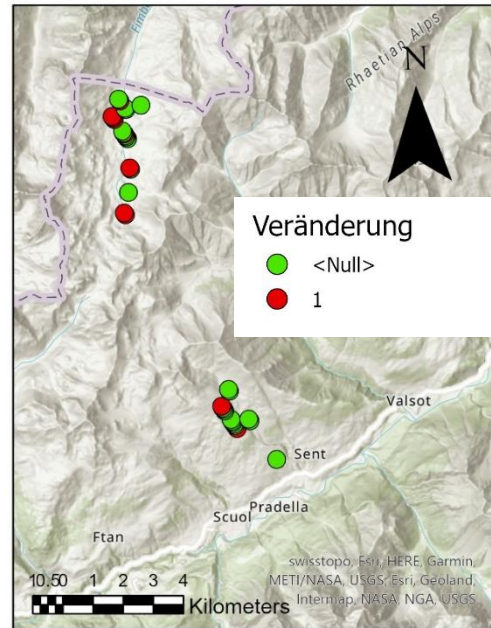 Fimb
Rhaetian Alps
N
Veränderung
<Null>
1
Valsot
Sent
Pradella
Scuol
Ftan
swisstopo, Esri, HERE, Garmin,
METI/NASA, USGS, Esri, Geoland,
Intermap, NASA, NGA, USGS
10.50 1 2 3 4
Kilometers